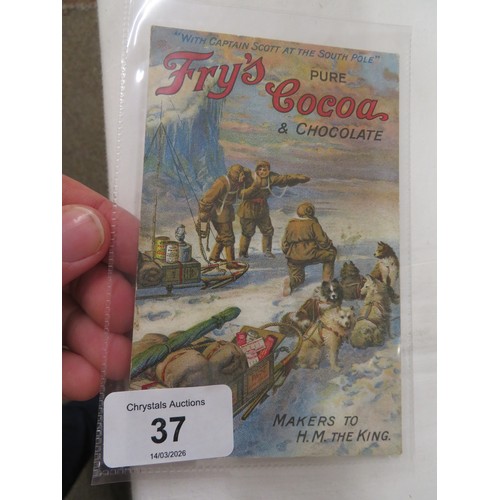 "WITH CAPTAIN SCOTT AT THE SOUTH POLE"
Fry's PURE
Cocoa
& CHOCOLATE
MAKERS TO
H.M. THE KING.
Chrystals Auctions
37
14/03/2026